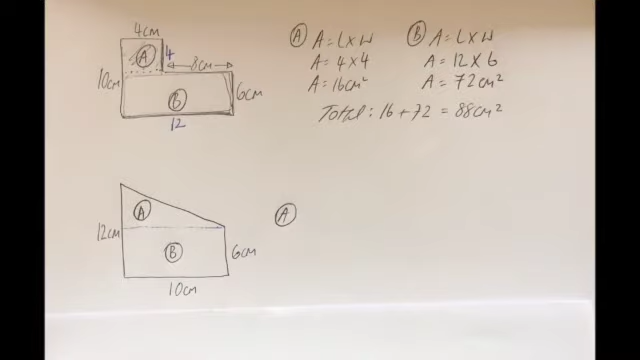 4cm
A
4
8cm
10cm
B
6cm
12
A A = L x W
A = 4 x 4
A = 16cm²
B A = L x W
A = 12 x 6
A = 72cm²
Total: 16 + 72 = 88cm²
A
12cm
B
6cm
10cm
A